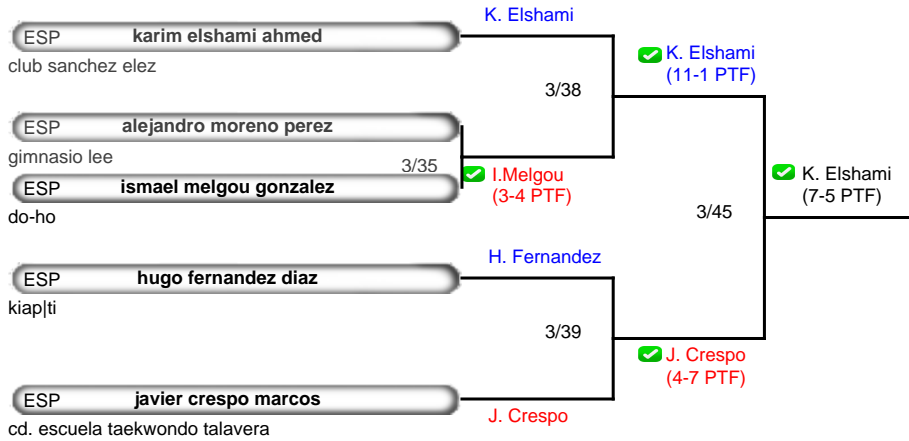 K. Elshami
ESP karim elshami ahmed
club sanchez elez
K. Elshami
(11-1 PTF)
3/38
ESP alejandro moreno perez
gimnasio lee
3/35
I.Melgou
(3-4 PTF)
ESP ismael melgou gonzalez
do-ho
K. Elshami
(7-5 PTF)
3/45
H. Fernandez
ESP hugo fernandez diaz
kiap|ti
3/39
J. Crespo
(4-7 PTF)
ESP javier crespo marcos
J. Crespo
cd. escuela taekwondo talavera